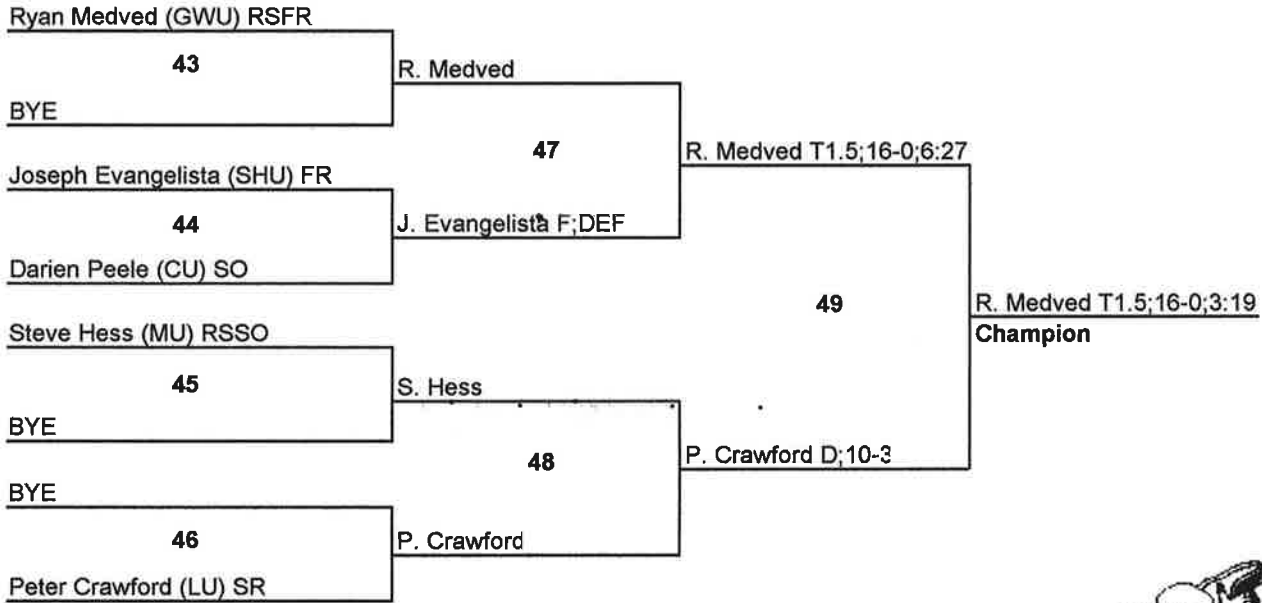 Ryan Medved (GWU) RSFR
43
R. Medved
BYE
47
R. Medved T1.5;16-0;6:27
Joseph Evangelista (SHU) FR
44
J. Evangelista F;DEF
Darien Peele (CU) SO
49
R. Medved T1.5;16-0;3:19
Champion
Steve Hess (MU) RSSO
45
S. Hess
BYE
48
P. Crawford D;10-3
BYE
46
P. Crawford
Peter Crawford (LU) SR